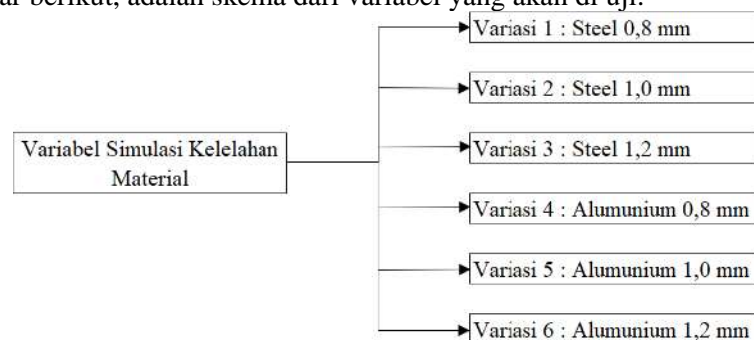 ar berikut, adalah skema dari variabel yang akan di uji:
Variasi 1 : Steel 0,8 mm
Variasi 2 : Steel 1,0 mm
Variabel Simulasi Kelelahan
Material
Variasi 3 : Steel 1,2 mm
Variasi 4 : Alumunium 0,8 mm
Variasi 5 : Alumunium 1,0 mm
Variasi 6 : Alumunium 1,2 mm